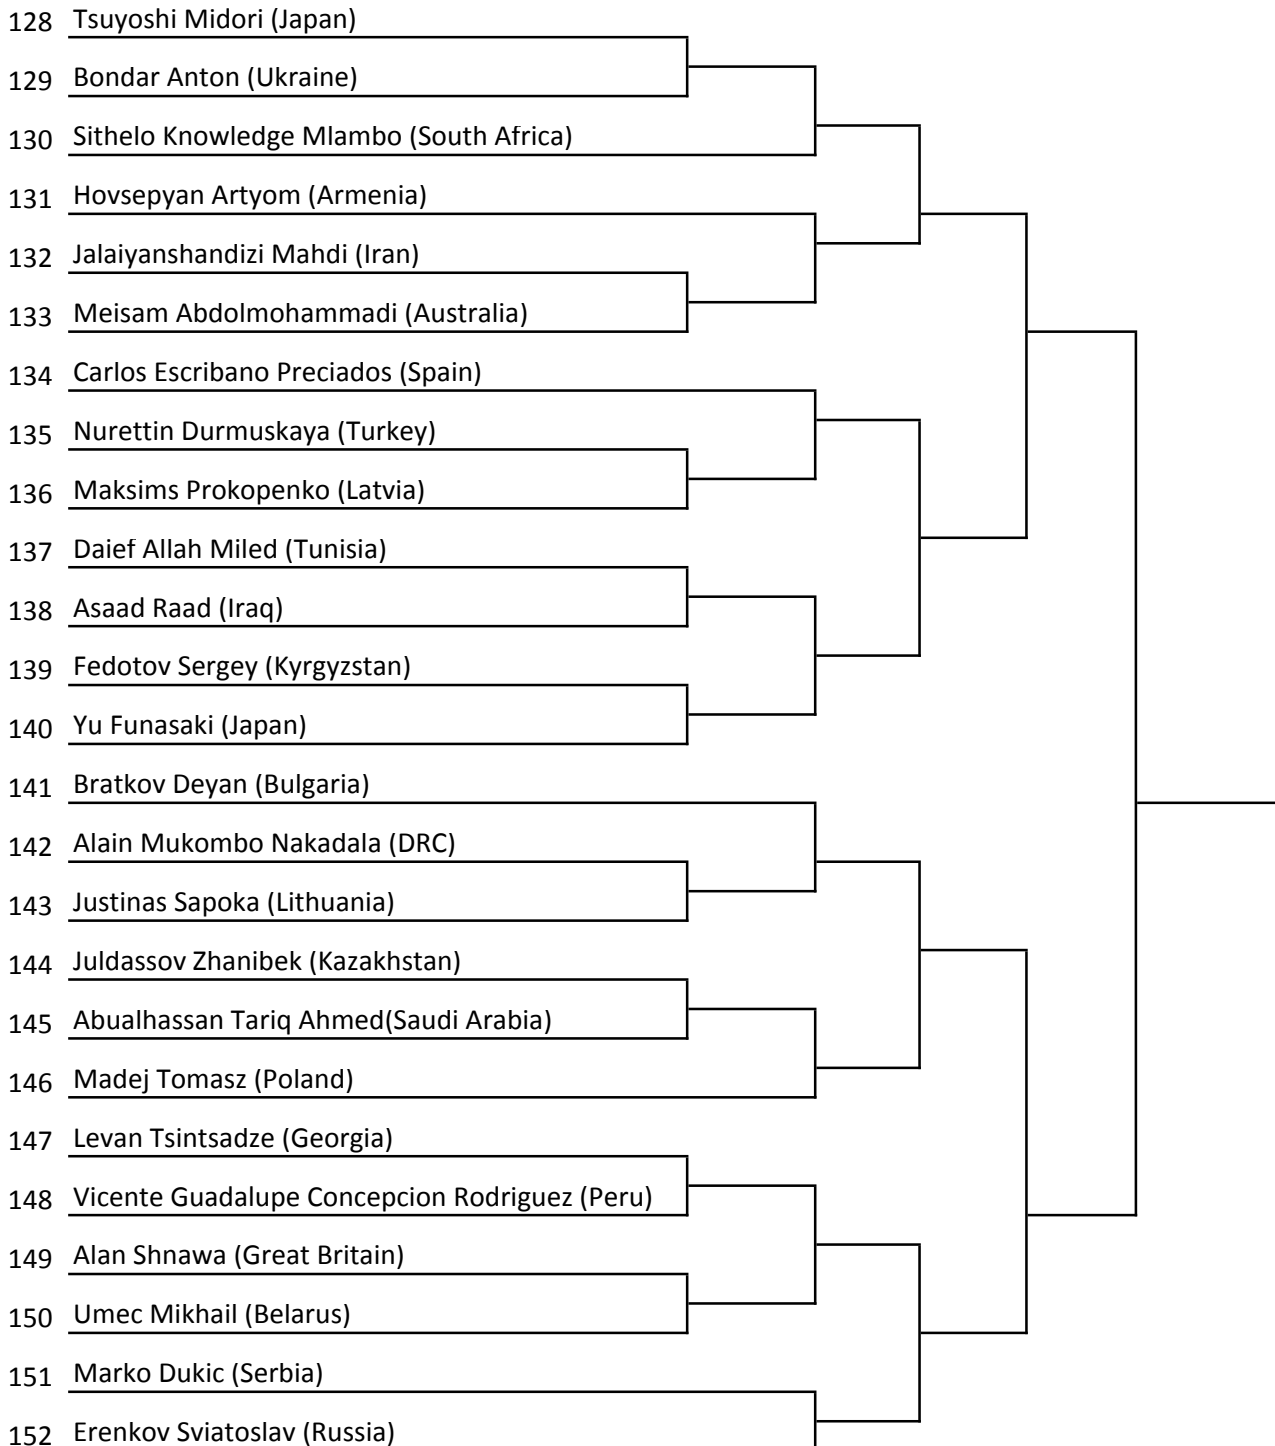 128 Tsuyoshi Midori (Japan)
129 Bondar Anton (Ukraine)
130 Sithelo Knowledge Mlambo (South Africa)
131 Hovsepyan Artyom (Armenia)
132 Jalaiyanshandizi Mahdi (Iran)
133 Meisam Abdolmohammadi (Australia)
134 Carlos Escribano Preciados (Spain)
135 Nurettin Durmuskaya (Turkey)
136 Maksims Prokopenko (Latvia)
137 Daief Allah Miled (Tunisia)
138 Asaad Raad (Iraq)
139 Fedotov Sergey (Kyrgyzstan)
140 Yu Funasaki (Japan)
141 Bratkov Deyan (Bulgaria)
142 Alain Mukombo Nakadala (DRC)
143 Justinas Sapoka (Lithuania)
144 Juldassov Zhanibek (Kazakhstan)
145 Abualhassan Tariq Ahmed(Saudi Arabia)
146 Madej Tomasz (Poland)
147 Levan Tsintsadze (Georgia)
148 Vicente Guadalupe Concepcion Rodriguez (Peru)
149 Alan Shnawa (Great Britain)
150 Umec Mikhail (Belarus)
151 Marko Dukic (Serbia)
152 Erenkov Sviatoslav (Russia)